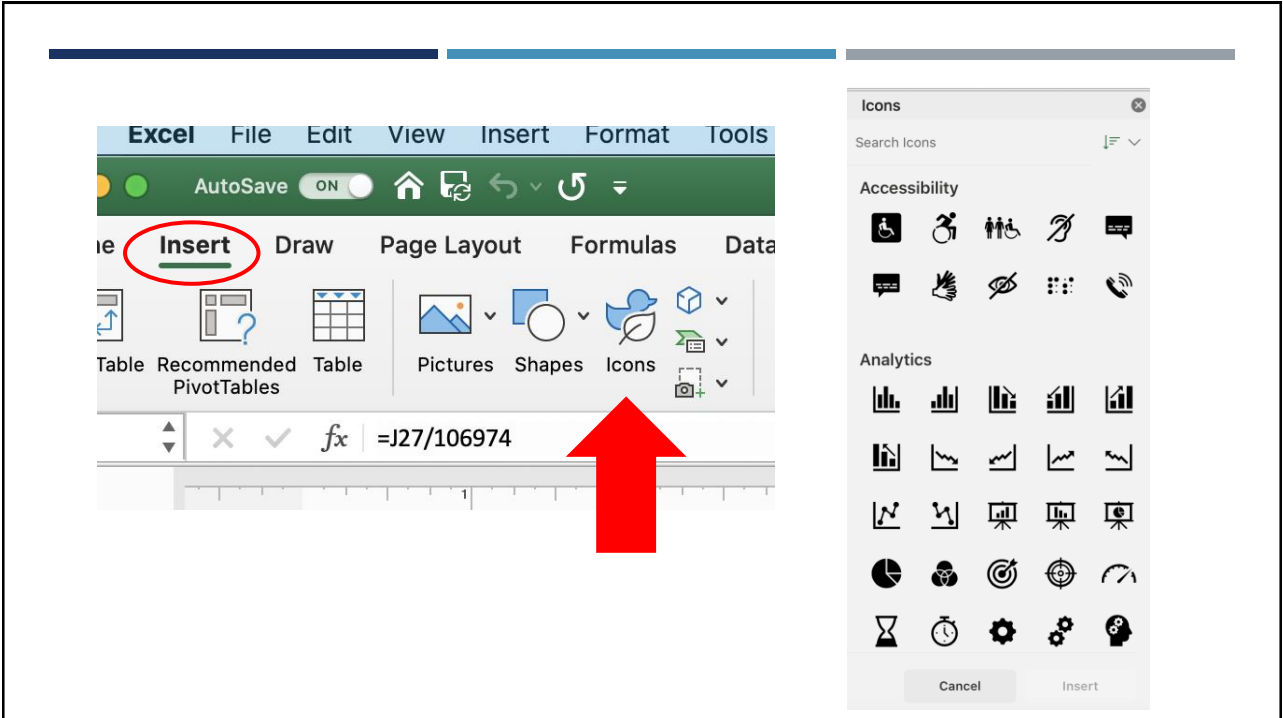 Excel File Edit View Insert Format Tools
AutoSave ON
ne Insert Draw Page Layout Formulas Data
Table Recommended PivotTables Table Pictures Shapes Icons
fx =J27/106974
1
Icons
Search Icons
Accessibility
Analytics
Cancel Insert